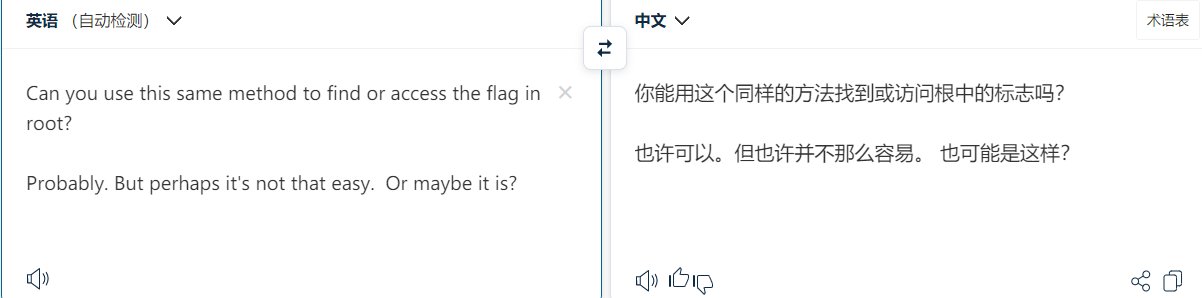 英语 （自动检测）
中文
术语表
Can you use this same method to find or access the flag in
root?
Probably. But perhaps it's not that easy.  Or maybe it is?
你能用这个同样的方法找到或访问根中的标志吗?
也许可以。但也许并不那么容易。 也可能是这样?